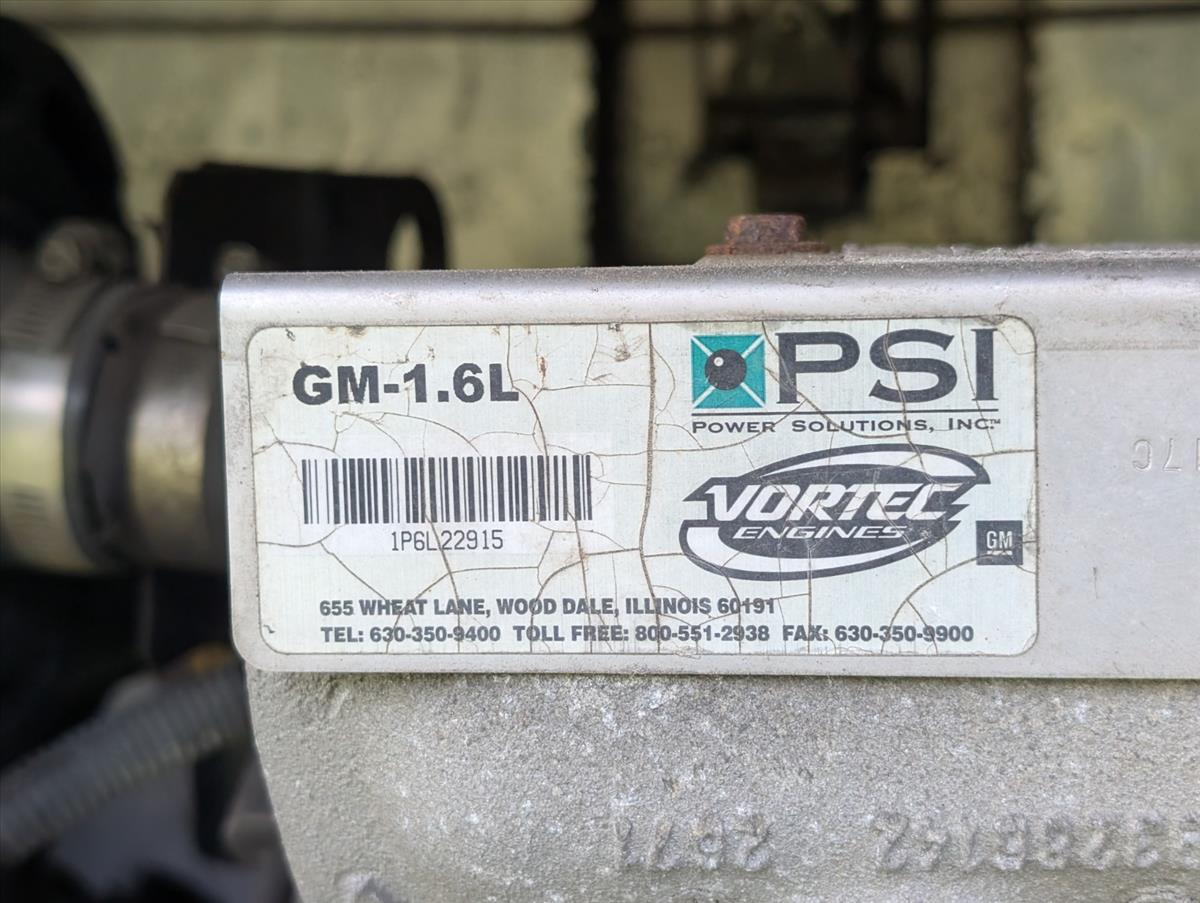 GM-1.6L
1P6L22915
PSI
POWER SOLUTIONS, INC™
VORTEC
ENGINES
GM
655 WHEAT LANE, WOOD DALE, ILLINOIS 60191
TEL: 630-350-9400 TOLL FREE: 800-551-2938 FAX: 630-350-9900